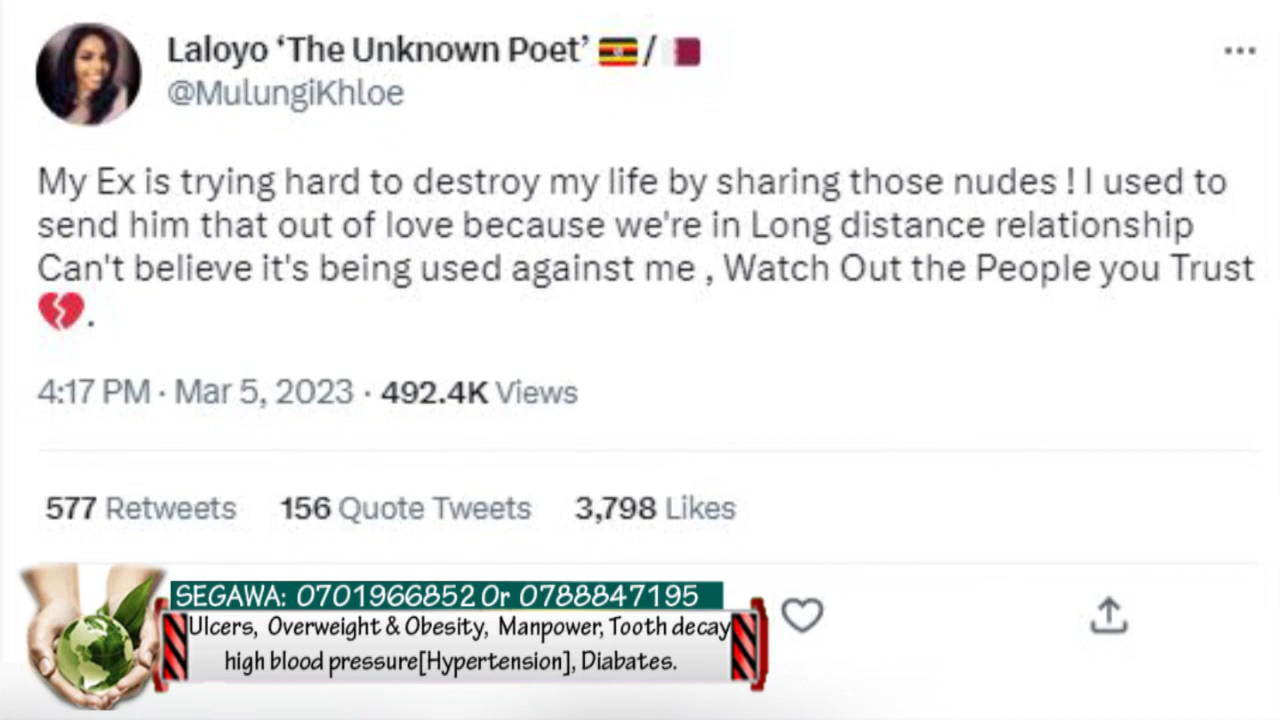 Laloyo ‘The Unknown Poet’ 🇺🇬/🇶🇦
@MulungiKhloe
My Ex is trying hard to destroy my life by sharing those nudes ! I used to
send him that out of love because we're in Long distance relationship
Can't believe it's being used against me , Watch Out the People you Trust
💔.
4:17 PM · Mar 5, 2023 · 492.4K Views
577 Retweets 156 Quote Tweets 3,798 Likes
SEGAWA: 0701966852 Or 0788847195
Ulcers, Overweight & Obesity, Manpower, Tooth decay
high blood pressure[Hypertension], Diabates.